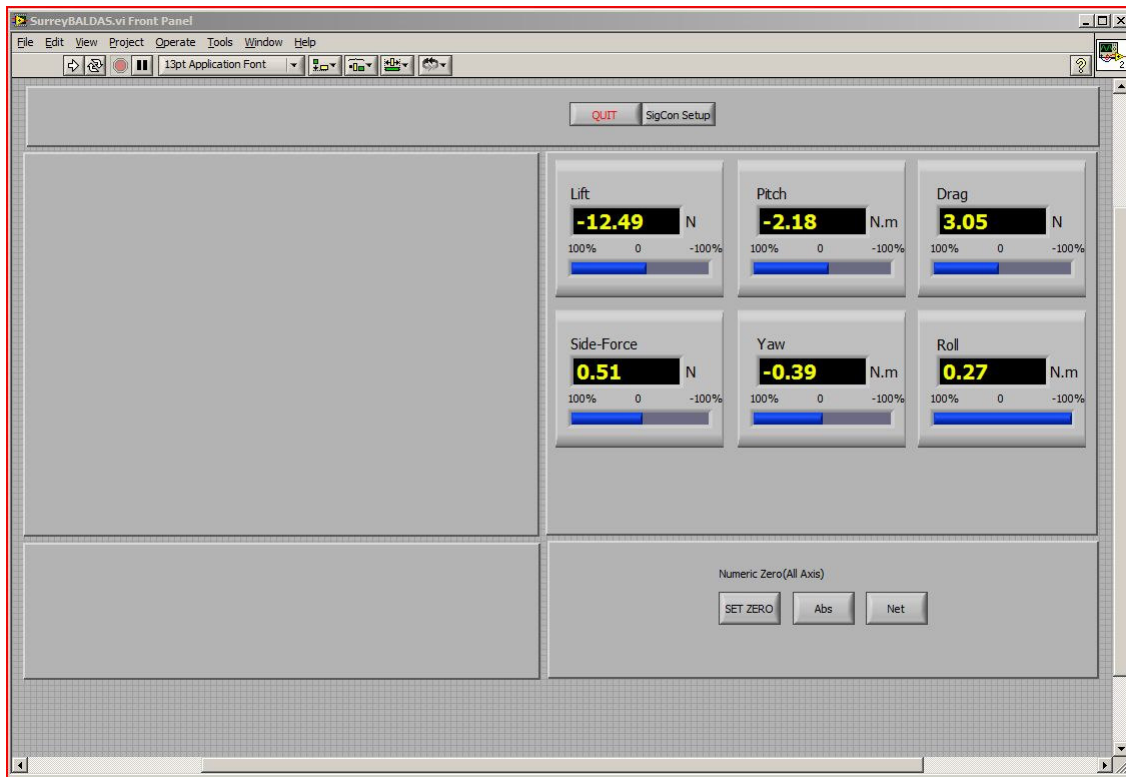 SurreyBALDAS.vi Front Panel
File Edit View Project Operate Tools Window Help
13pt Application Font
2
QUIT SigCon Setup
Lift Pitch Drag
-12.49 N -2.18 N.m 3.05 N
100% 0 -100% 100% 0 -100% 100% 0 -100%
Side-Force Yaw Roll
0.51 N -0.39 N.m 0.27 N.m
100% 0 -100% 100% 0 -100% 100% 0 -100%
Numeric Zero(All Axis)
SET ZERO Abs Net